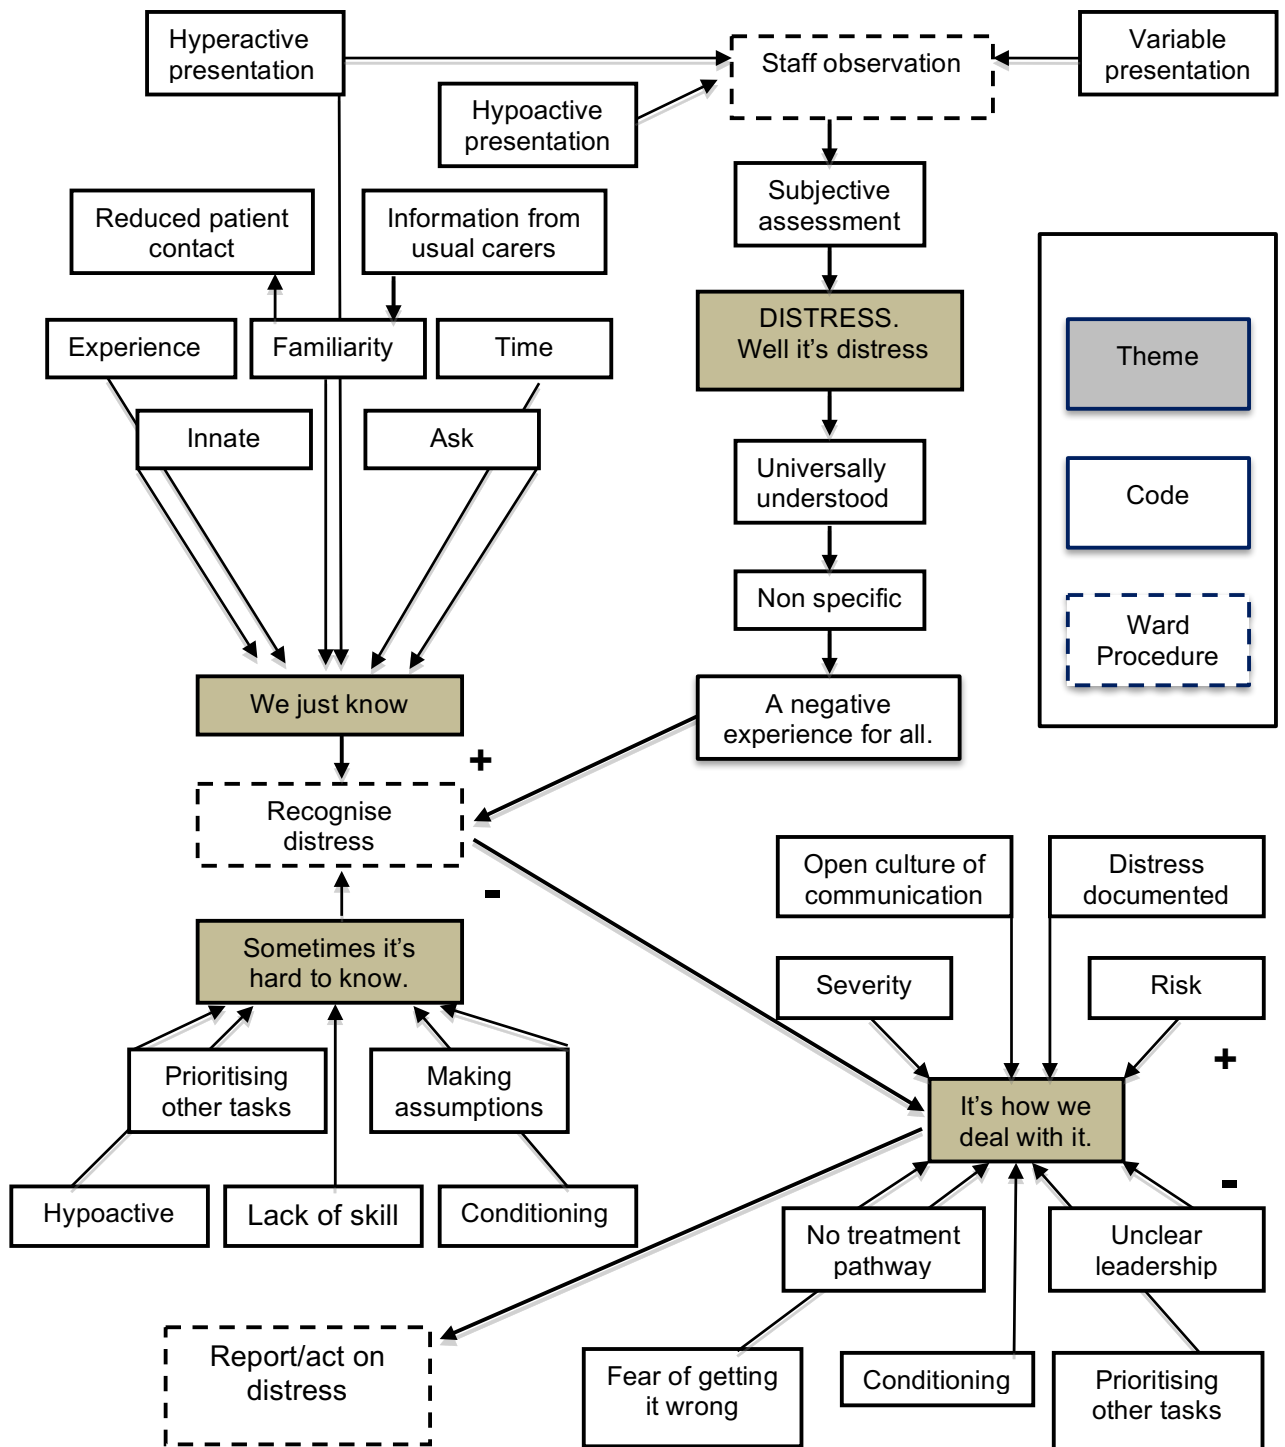 Hyperactive
presentation
Staff observation
Variable
presentation
Hypoactive
presentation
Subjective
assessment
Reduced patient
contact
Information from
usual carers
DISTRESS.
Well it's distress
Experience
Familiarity
Time
Theme
Innate
Ask
Universally
understood
Code
Non specific
Ward
Procedure
We just know
A negative
experience for all.
+
Recognise
distress
-
Open culture of
communication
Distress
documented
Sometimes it's
hard to know.
Severity
Risk
+
Prioritising
other tasks
Making
assumptions
It's how we
deal with it.
-
Hypoactive
Lack of skill
Conditioning
No treatment
pathway
Unclear
leadership
Report/act on
distress
Fear of getting
it wrong
Conditioning
Prioritising
other tasks